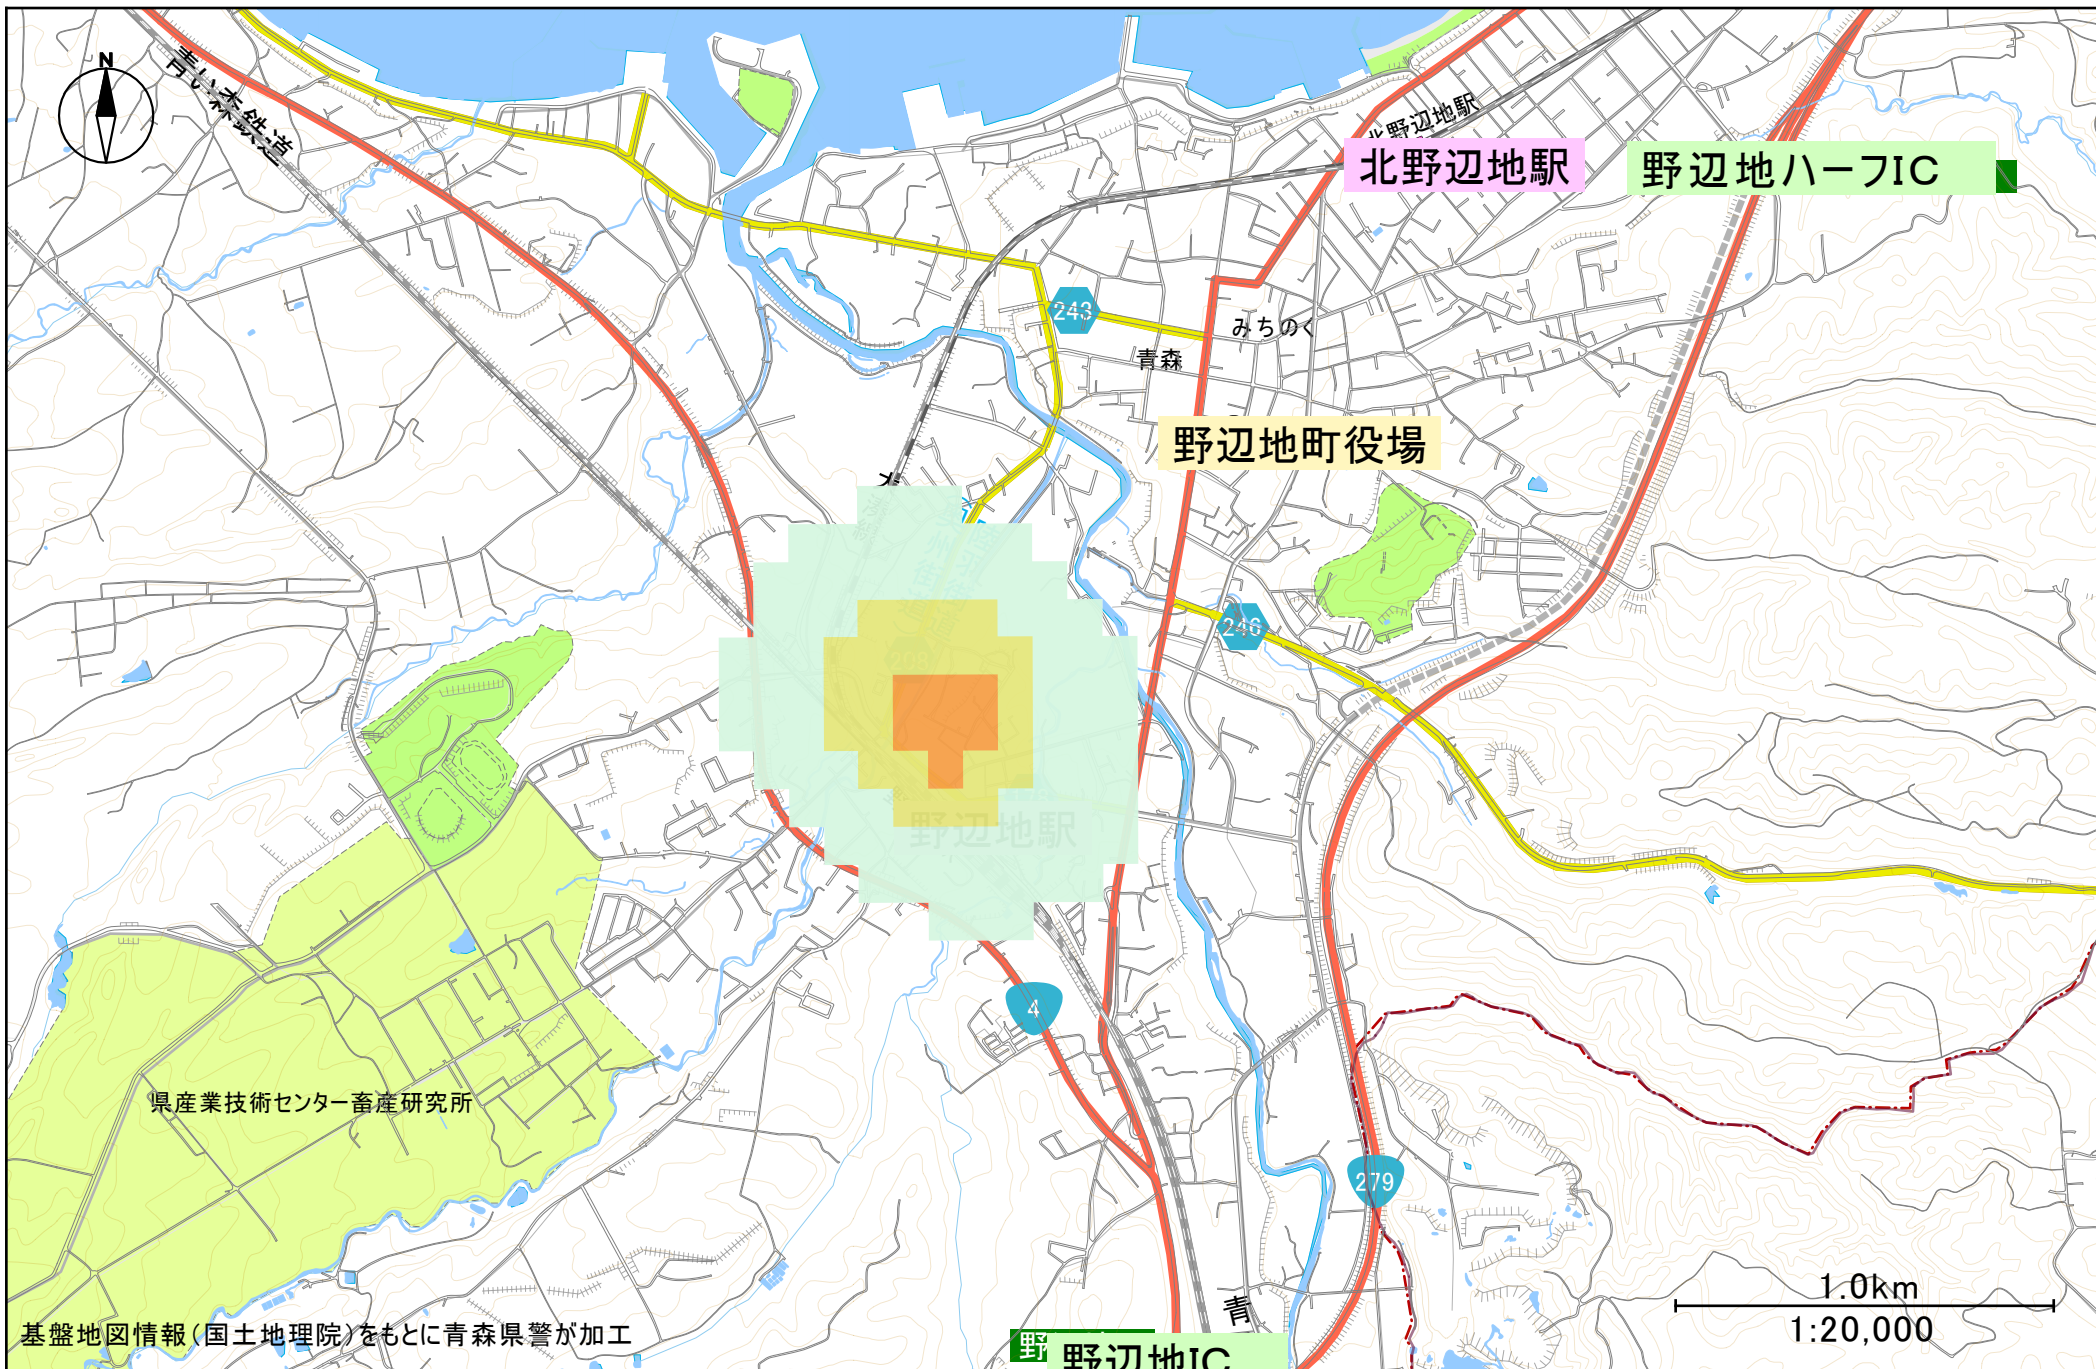 N
青い森鉄道
北野辺地駅
北野辺地駅
野辺地ハーフIC
243
みちのく
青森
野辺地町役場
246
208
野辺地駅
4
県産業技術センター畜産研究所
279
青
1.0km
1:20,000
基盤地図情報(国土地理院)をもとに青森県警が加工
野
野辺地IC